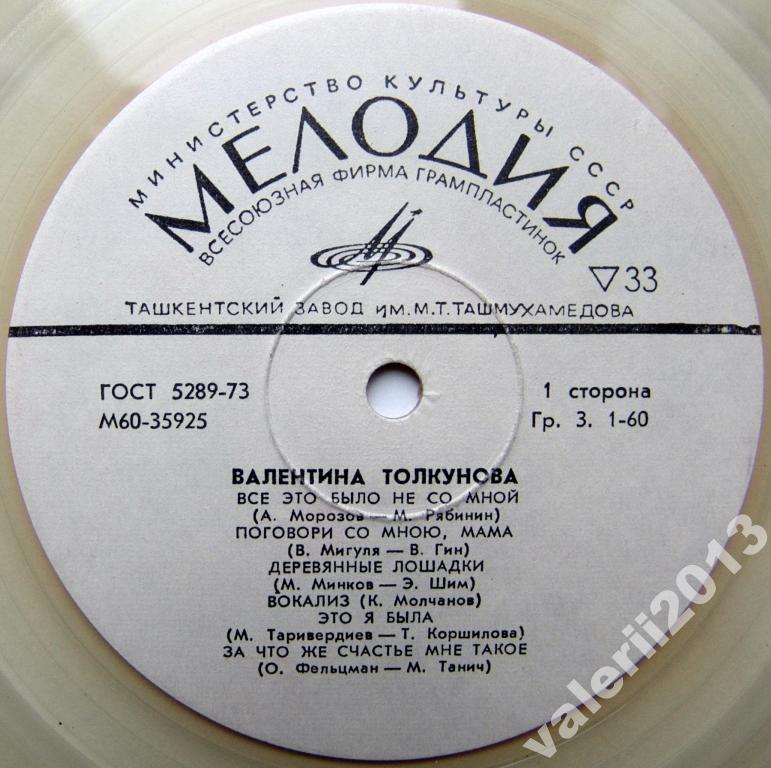 МИНИСТЕРСТВО КУЛЬТУРЫ СССР
МЕЛОДИЯ
ВСЕСОЮЗНАЯ ФИРМА ГРАМПЛАСТИНОК
▽33
ТАШКЕНТСКИЙ ЗАВОД ИМ. М.Т. ТАШМУХАМЕДОВА
ГОСТ 5289-73
М60-35925
1 сторона
Гр. 3. 1-60
ВАЛЕНТИНА ТОЛКУНОВА
ВСЕ ЭТО БЫЛО НЕ СО МНОЙ
(А. Морозов — М. Рябинин)
ПОГОВОРИ СО МНОЮ, МАМА
(В. Мигуля — В. Гин)
ДЕРЕВЯННЫЕ ЛОШАДКИ
(М. Минков — Э. Шим)
ВОКАЛИЗ (К. Молчанов)
ЭТО Я БЫЛА
(М. Таривердиев — Т. Коршилова)
ЗА ЧТО ЖЕ СЧАСТЬЕ МНЕ ТАКОЕ
(О. Фельцман — М. Танич)
valerii2013